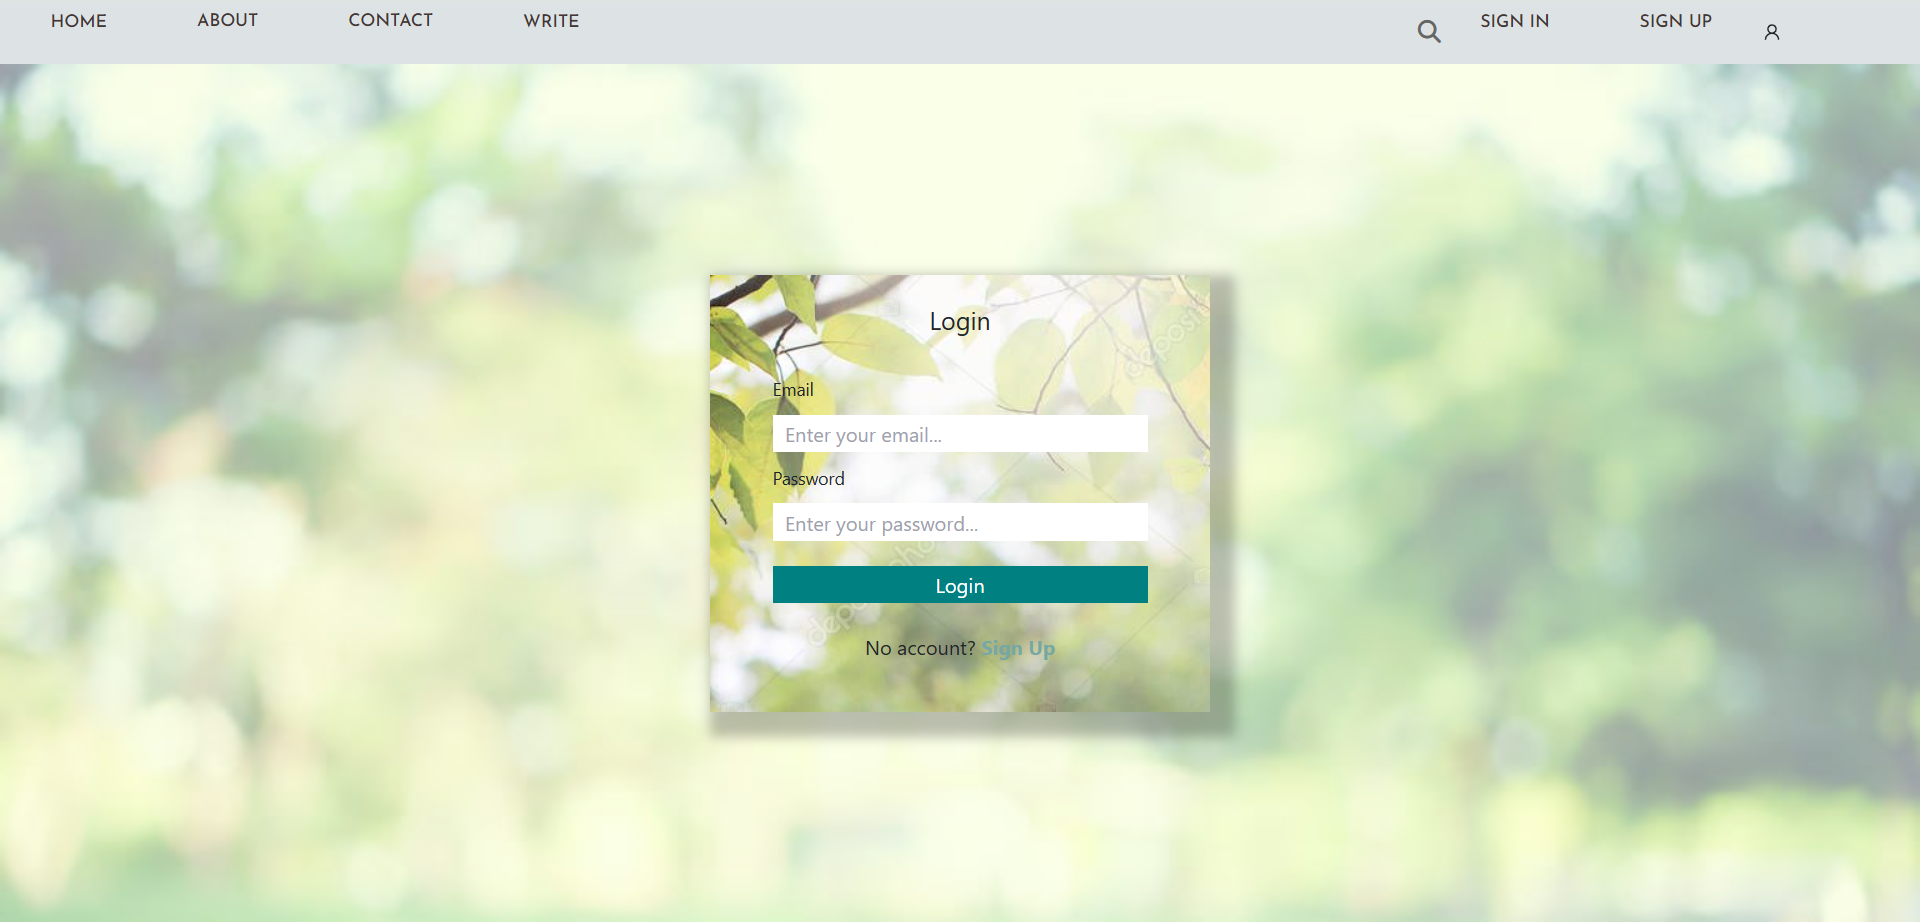 HOME ABOUT CONTACT WRITE SIGN IN SIGN UP
Login
Email
Enter your email...
Password
Enter your password...
Login
No account? Sign Up